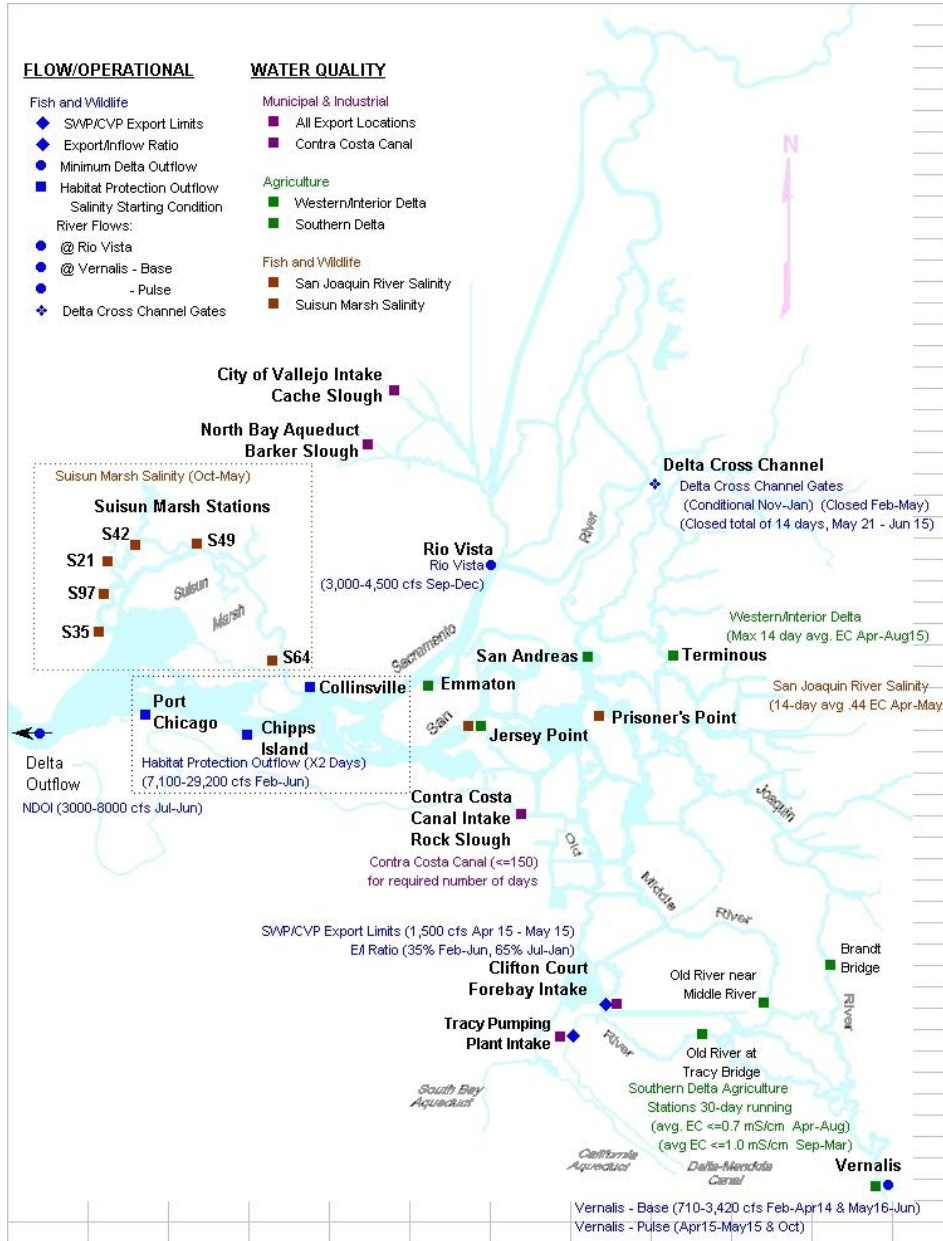 FLOW/OPERATIONAL
Fish and Wildlife
SWP/CVP Export Limits
Export/Inflow Ratio
Minimum Delta Outflow
Habitat Protection Outflow
Salinity Starting Condition
River Flows:
@ Rio Vista
@ Vernalis - Base
- Pulse
Delta Cross Channel Gates
WATER QUALITY
Municipal & Industrial
All Export Locations
Contra Costa Canal
Agriculture
Western/Interior Delta
Southern Delta
Fish and Wildlife
San Joaquin River Salinity
Suisun Marsh Salinity
N
City of Vallejo Intake
Cache Slough
North Bay Aqueduct
Barker Slough
Delta Cross Channel
Delta Cross Channel Gates
(Conditional Nov-Jan) (Closed Feb-May)
(Closed total of 14 days, May 21 - Jun 15)
Suisun Marsh Salinity (Oct-May)
Suisun Marsh Stations
S42
S49
S21
S97
S35
S64
Suisun
Marsh
River
Rio Vista
Rio Vista
(3,000-4,500 cfs Sep-Dec)
Sacramento
Western/Interior Delta
(Max 14 day avg. EC Apr-Aug15)
San Andreas
Terminous
Collinsville
Emmaton
San Joaquin River Salinity
(14-day avg .44 EC Apr-May
Port
Chicago
Chipps
Island
San
Jersey Point
Prisoner's Point
Delta
Outflow
NDOI (3000-8000 cfs Jul-Jun)
Habitat Protection Outflow (X2 Days)
(7,100-29,200 cfs Feb-Jun)
Joaquin
Contra Costa
Canal Intake
Rock Slough
Contra Costa Canal (<=150)
for required number of days
Old
Middle
River
SWP/CVP Export Limits (1,500 cfs Apr 15 - May 15)
E/I Ratio (35% Feb-Jun, 65% Jul-Jan)
Clifton Court
Forebay Intake
Brandt
Bridge
Old River near
Middle River
River
Tracy Pumping
Plant Intake
River
Old River at
Tracy Bridge
South Bay
Aqueduct
Southern Delta Agriculture
Stations 30-day running
(avg. EC <=0.7 mS/cm Apr-Aug)
(avg EC <=1.0 mS/cm Sep-Mar)
California
Aqueduct
Delta-Mendota
Canal
Vernalis
Vernalis - Base (710-3,420 cfs Feb-Apr14 & May16-Jun)
Vernalis - Pulse (Apr15-May15 & Oct)